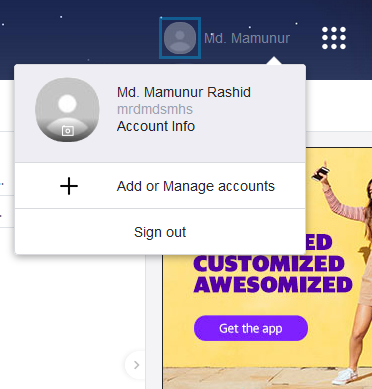 Md. Mamunur
Md. Mamunur Rashid
mrdmdsmhs
Account Info
Add or Manage accounts
Sign out
CUSTOMIZED
AWESOMIZED
Get the app